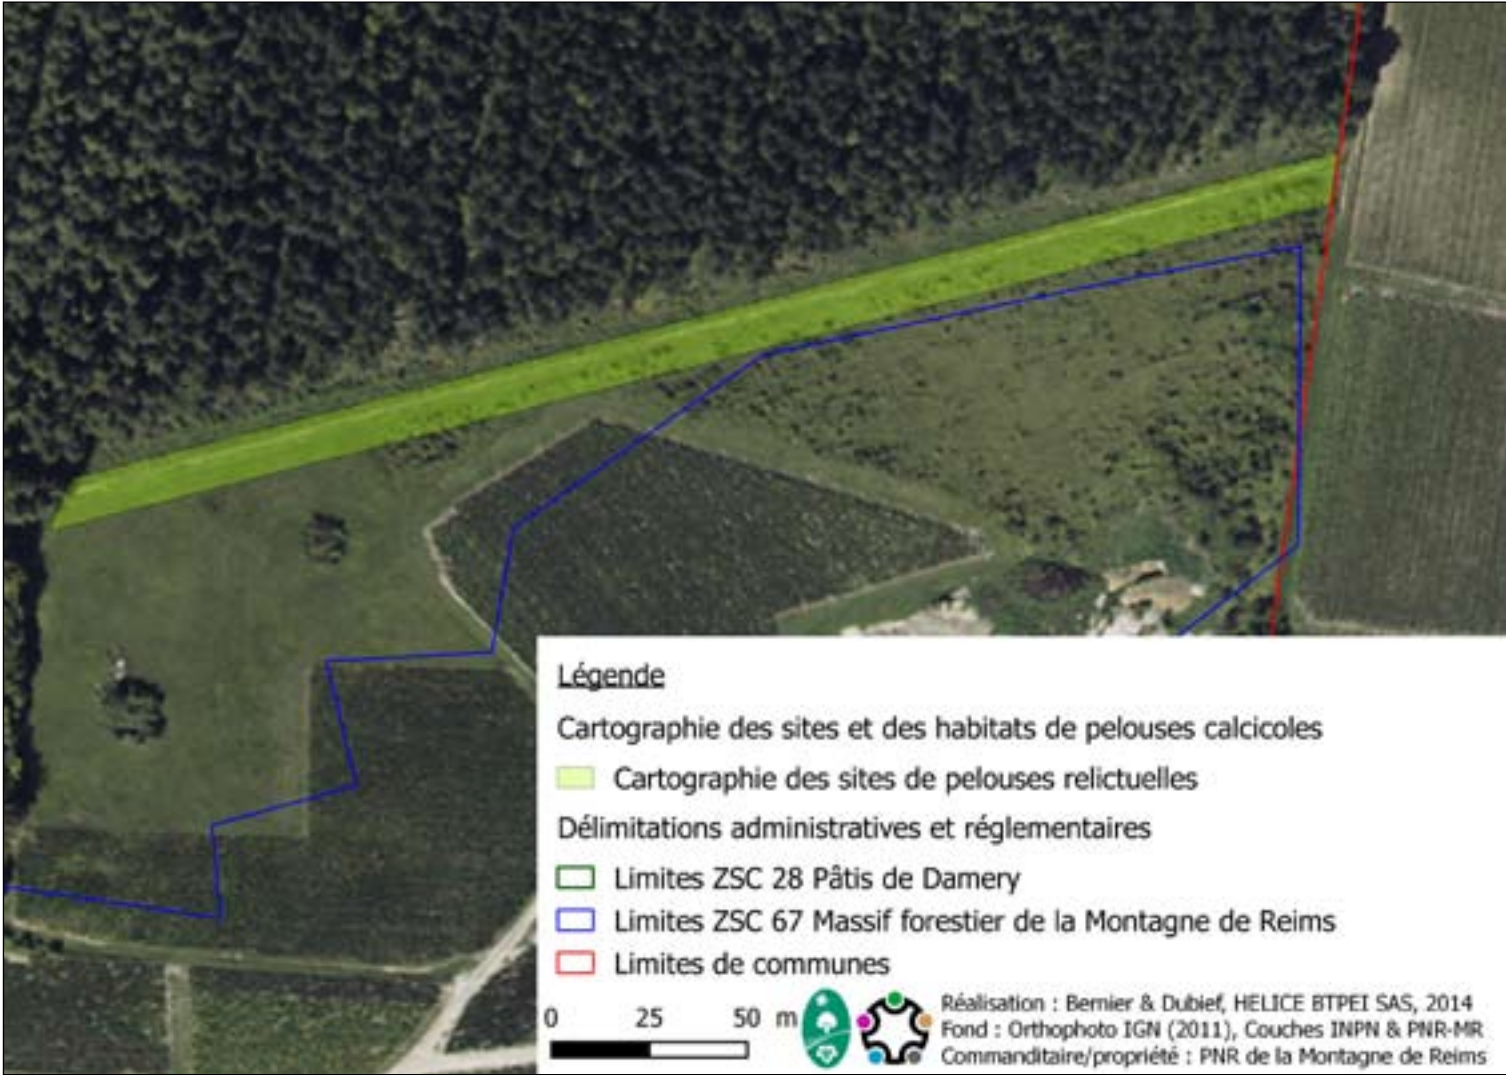 Légende
Cartographie des sites et des habitats de pelouses calcicoles
Cartographie des sites de pelouses relictuelles
Délimitations administratives et réglementaires
Limites ZSC 28 Pâtis de Damery
Limites ZSC 67 Massif forestier de la Montagne de Reims
Limites de communes
0 25 50 m
Réalisation : Bernier & Dubief, HELICE BTPEI SAS, 2014
Fond : Orthophoto IGN (2011), Couches INPN & PNR-MR
Commanditaire/propriété : PNR de la Montagne de Reims